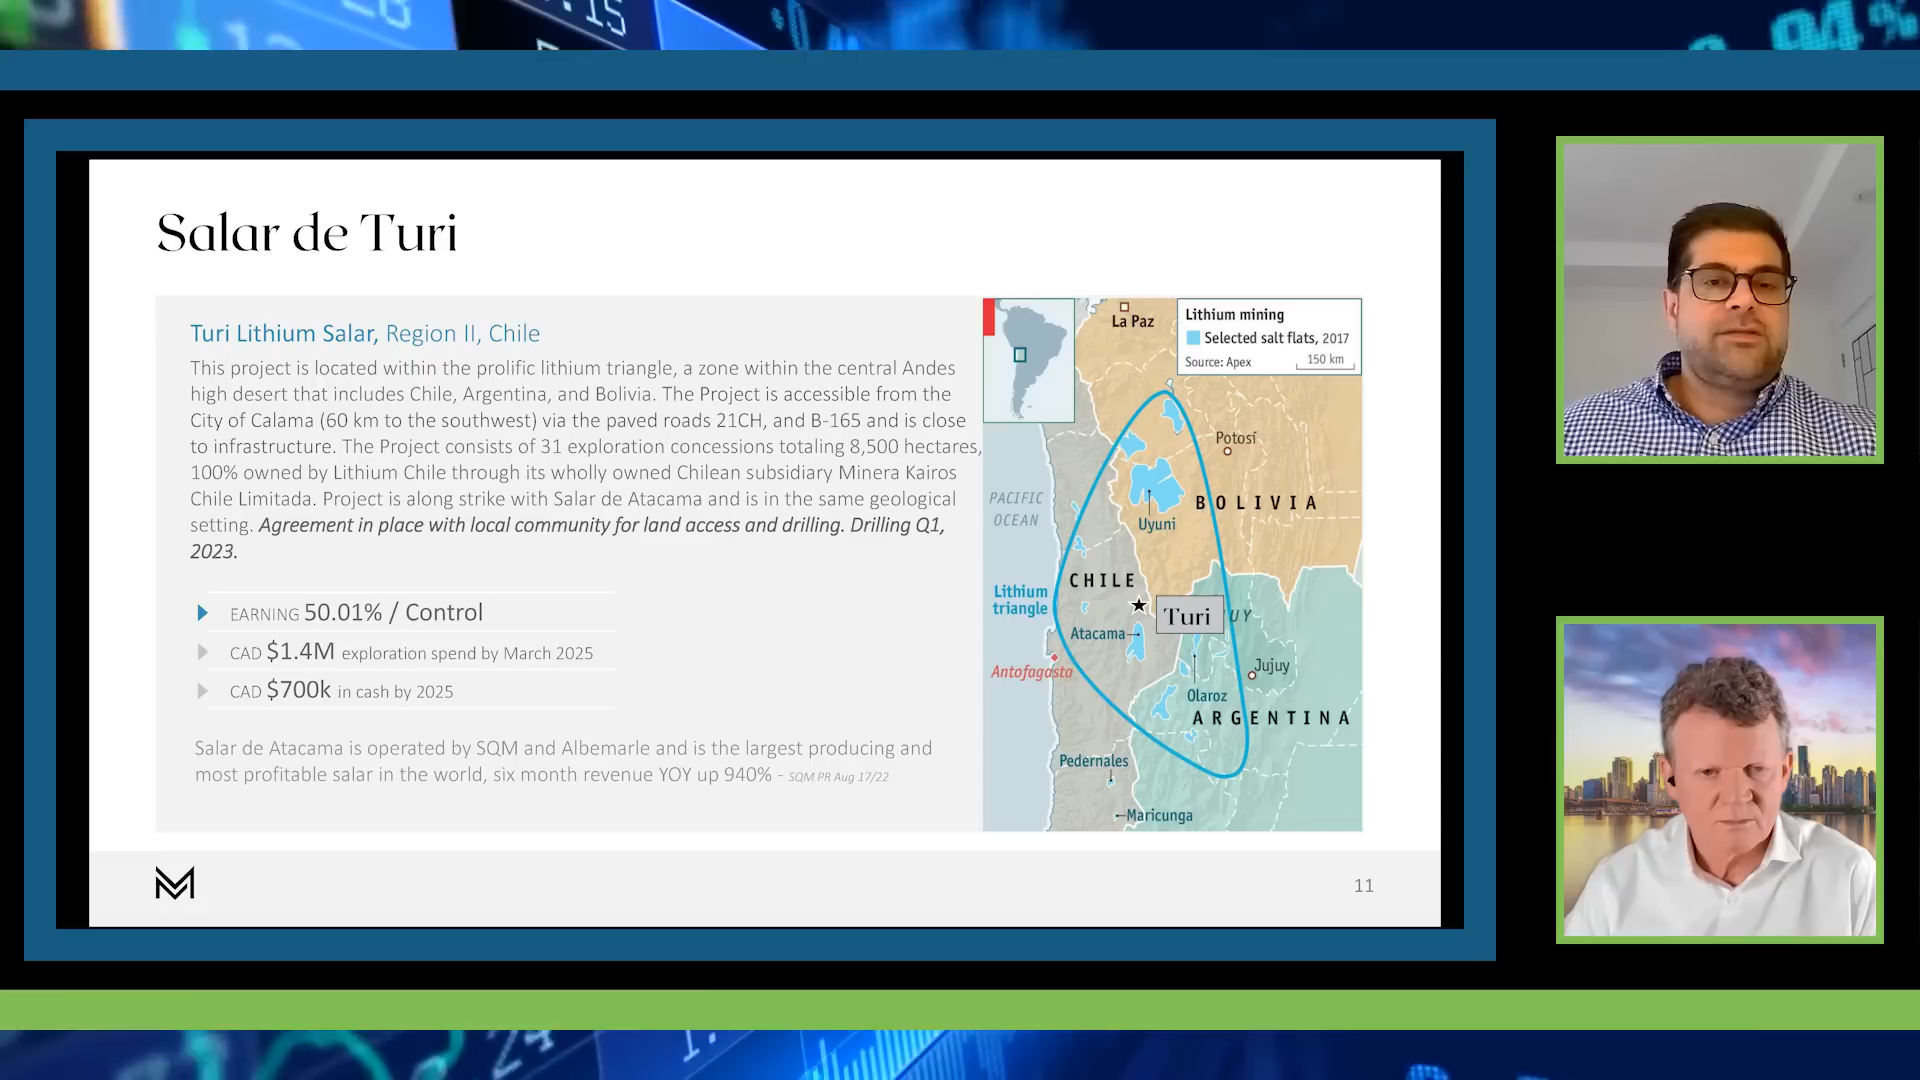 Salar de Turi
Turi Lithium Salar, Region II, Chile
This project is located within the prolific lithium triangle, a zone within the central Andes
high desert that includes Chile, Argentina, and Bolivia. The Project is accessible from the
City of Calama (60 km to the southwest) via the paved roads 21CH, and B-165 and is close
to infrastructure. The Project consists of 31 exploration concessions totaling 8,500 hectares,
100% owned by Lithium Chile through its wholly owned Chilean subsidiary Minera Kairos
Chile Limitada. Project is along strike with Salar de Atacama and is in the same geological
setting. Agreement in place with local community for land access and drilling. Drilling Q1,
2023.
EARNING 50.01% / Control
CAD $1.4M exploration spend by March 2025
CAD $700k in cash by 2025
Salar de Atacama is operated by SQM and Albemarle and is the largest producing and
most profitable salar in the world, six month revenue YOY up 940% - SQM PR Aug 17/22
La Paz
Lithium mining
Selected salt flats, 2017
Source: Apex
150 km
Potosí
PACIFIC
OCEAN
BOLIVIA
Uyuni
CHILE
Lithium
triangle
Turi
UY
Atacama
Antofagasta
Jujuy
Olaroz
ARGENTINA
Pedernales
Maricunga
11
24
1.
.15
94%